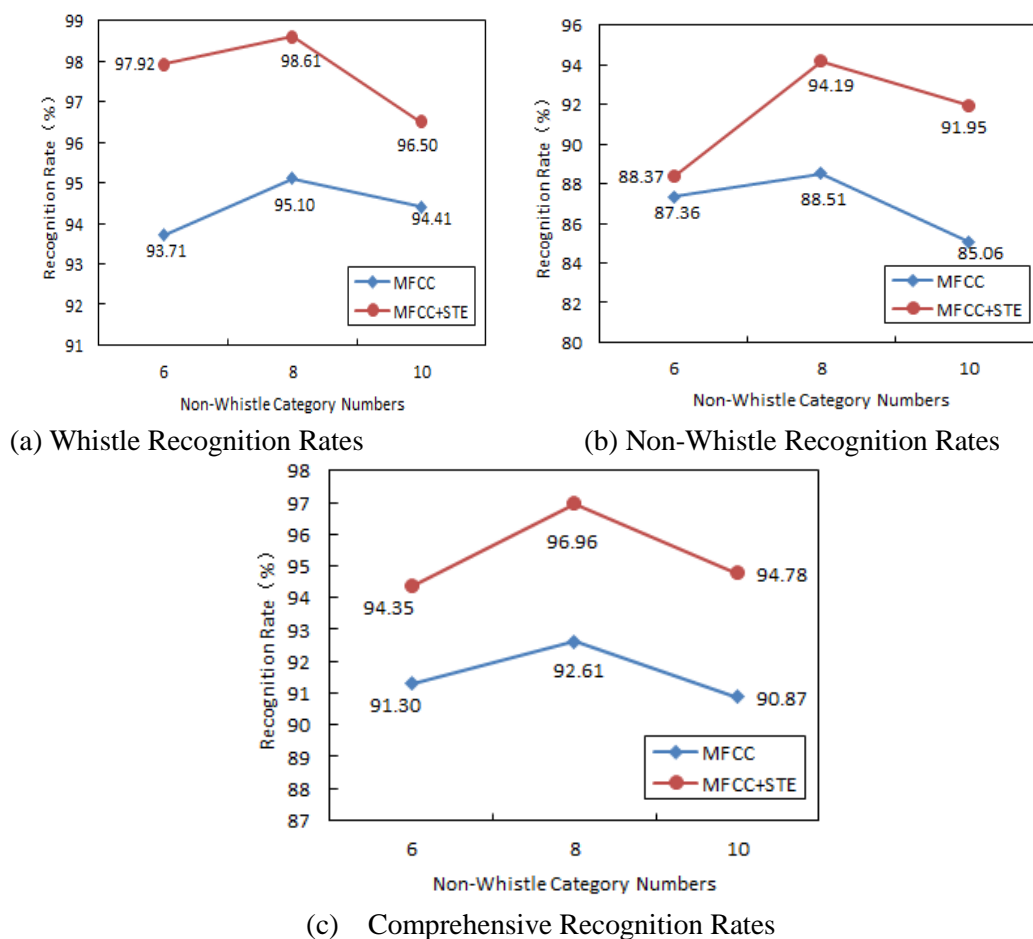 99
98
97
96
95
94
93
92
91
Recognition Rate（%）
97.92
98.61
96.50
93.71
95.10
94.41
MFCC
MFCC+STE
6 8 10
Non-Whistle Category Numbers
(a) Whistle Recognition Rates
96
94
92
90
88
86
84
82
80
Recognition Rate（%）
88.37
94.19
91.95
87.36
88.51
85.06
MFCC
MFCC+STE
6 8 10
Non-Whistle Category Numbers
(b) Non-Whistle Recognition Rates
98
97
96
95
94
93
92
91
90
89
88
87
Recognition Rate（%）
94.35
96.96
94.78
91.30
92.61
90.87
MFCC
MFCC+STE
6 8 10
Non-Whistle Category Numbers
(c) Comprehensive Recognition Rates